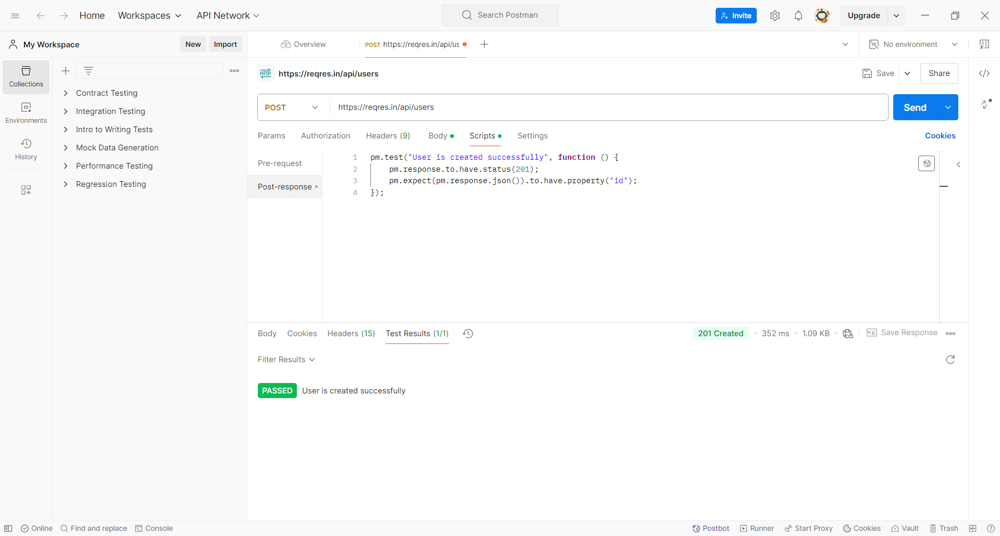 Home
Workspaces
API Network
Search Postman
Invite
Upgrade
My Workspace
New
Import
Overview
POST https://reqres.in/api/us
No environment
Collections
Environments
History
Contract Testing
Integration Testing
Intro to Writing Tests
Mock Data Generation
Performance Testing
Regression Testing
HTTP
https://reqres.in/api/users
Save
Share
POST
https://reqres.in/api/users
Send
Params
Authorization
Headers (9)
Body
Scripts
Settings
Cookies
Pre-request
Post-response
1 pm.test("User is created successfully", function () {
2 pm.response.to.have.status(201);
3 pm.expect(pm.response.json()).to.have.property("id");
4 });
Body
Cookies
Headers (15)
Test Results (1/1)
201 Created
352 ms
1.09 KB
e.g.
Save Response
Filter Results
PASSED User is created successfully
Online
Find and replace
Console
Postbot
Runner
Start Proxy
Cookies
Vault
Trash